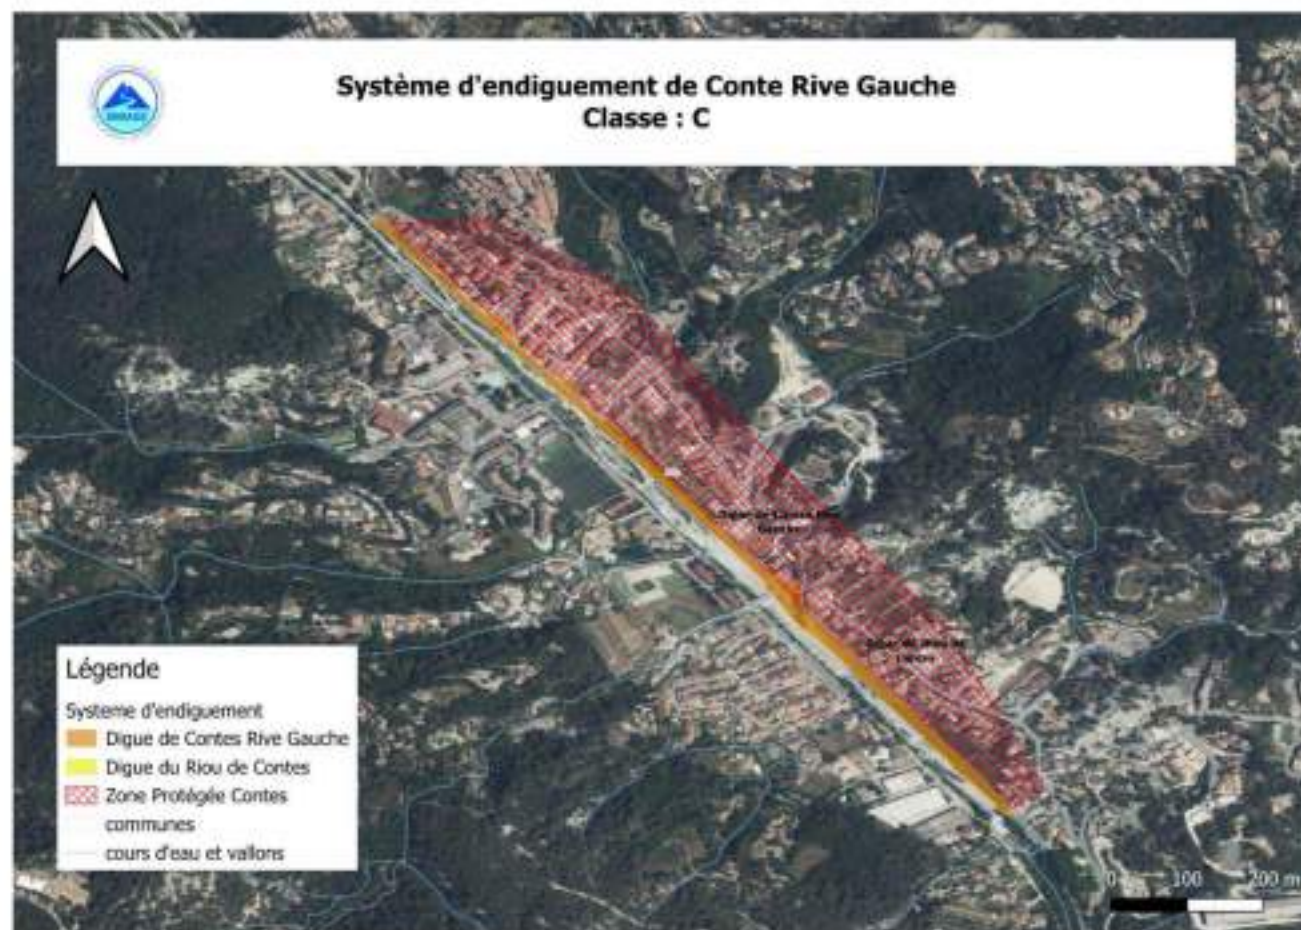 Système d'endiguement de Conte Rive Gauche
Classe : C
Légende
Systeme d'endiguement
Digue de Contes Rive Gauche
Digue du Riou de Contes
Zone Protégée Contes
communes
cours d'eau et vallons
0 100 200 m